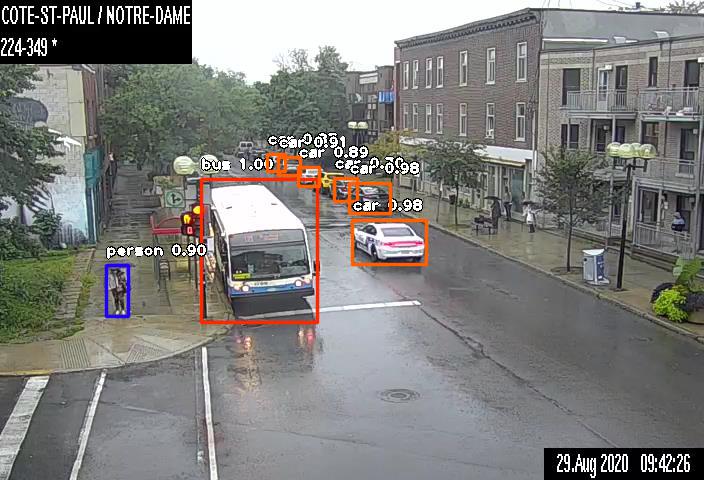 COTE-ST-PAUL / NOTRE-DAME
224-349 *
car 0.91
car 0.89
bus 1.00
car 0.98
car 0.98
person 0.90
29.Aug 2020 09:42:26